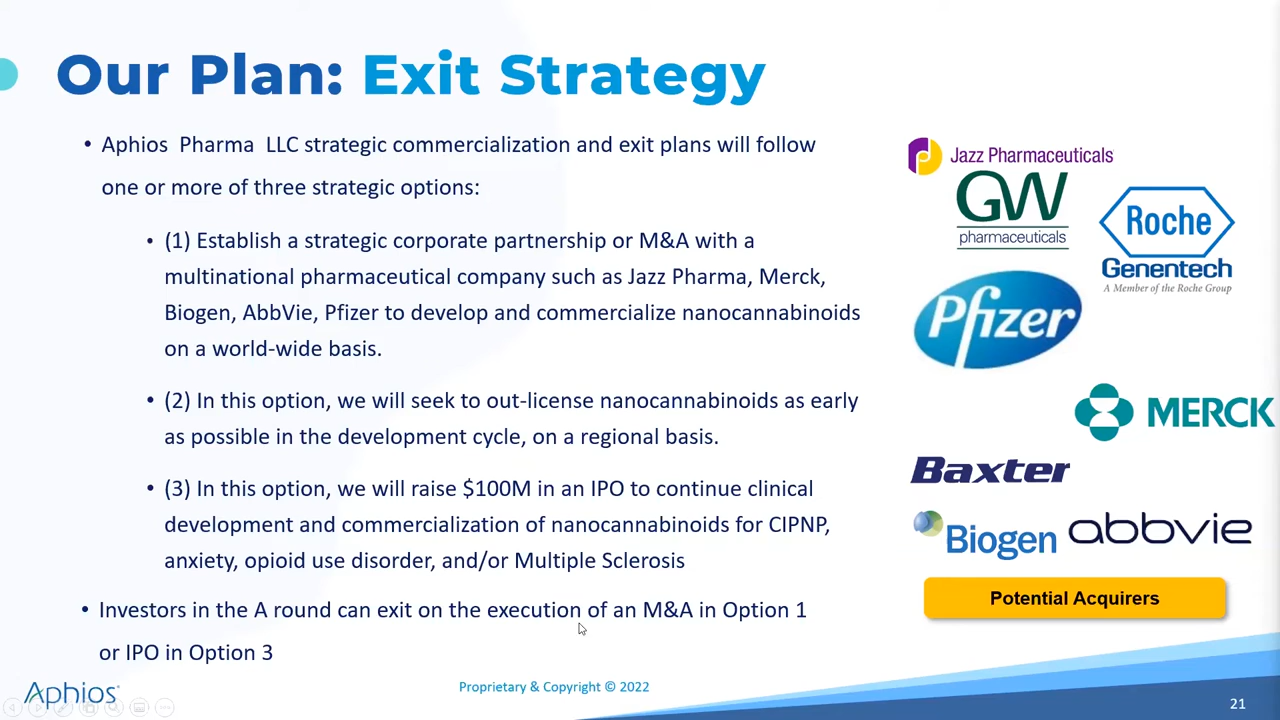 Our Plan: Exit Strategy
• Aphios Pharma LLC strategic commercialization and exit plans will follow
one or more of three strategic options:
• (1) Establish a strategic corporate partnership or M&A with a
multinational pharmaceutical company such as Jazz Pharma, Merck,
Biogen, AbbVie, Pfizer to develop and commercialize nanocannabinoids
on a world-wide basis.
• (2) In this option, we will seek to out-license nanocannabinoids as early
as possible in the development cycle, on a regional basis.
• (3) In this option, we will raise $100M in an IPO to continue clinical
development and commercialization of nanocannabinoids for CIPNP,
anxiety, opioid use disorder, and/or Multiple Sclerosis
• Investors in the A round can exit on the execution of an M&A in Option 1
or IPO in Option 3
Jazz Pharmaceuticals
GW
pharmaceuticals
Roche
Genentech
A Member of the Roche Group
Pfizer
MERCK
Baxter
Biogen
abbvie
Potential Acquirers
Aphios
Proprietary & Copyright © 2022
21